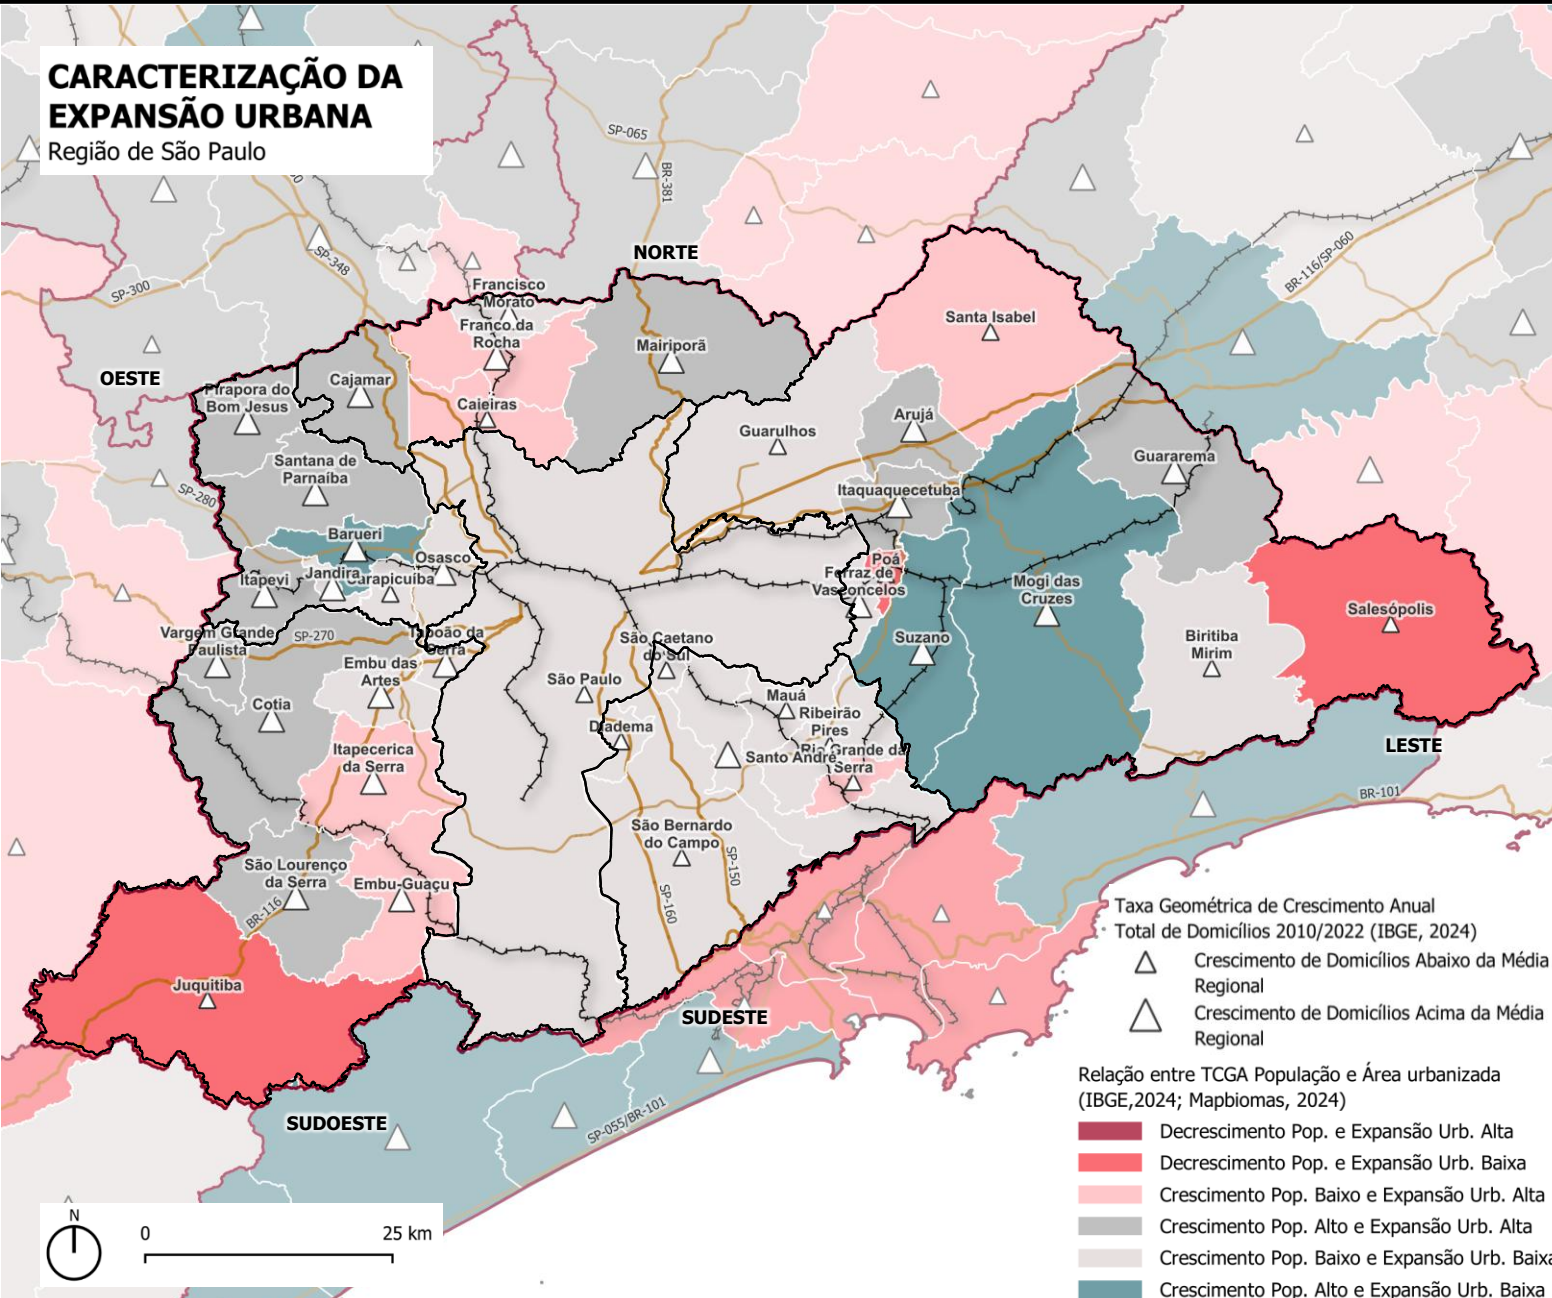 CARACTERIZAÇÃO DA
EXPANSÃO URBANA
Região de São Paulo
SP-065
BR-381
SP-348
SP-300
NORTE
BR-116/SP-060
Francisco
Morato
Franco da
Rocha
Santa Isabel
Mairiporã
OESTE
Pirapora do
Bom Jesus
Cajamar
Caieiras
Arujá
Guarulhos
Santana de
Parnaíba
Guararema
SP-280
Itaquaquecetuba
Barueri
Osasco
Poá
Itapevi
Jandira
Carapicuíba
Ferraz de
Vasconcelos
Mogi das
Cruzes
Salesópolis
Vargem Grande
Paulista
SP-270
Taboão da
Serra
São Caetano
do Sul
Suzano
Biritiba
Mirim
Embu das
Artes
São Paulo
Cotia
Mauá
Diadema
Ribeirão
Pires
Itapecerica
da Serra
Santo André
Rio Grande da
Serra
LESTE
BR-101
São Bernardo
do Campo
SP-150
São Lourenço
da Serra
Embu-Guaçu
BR-116
SP-160
Juquitiba
SUDESTE
SUDOESTE
SP-055/BR-101
Taxa Geométrica de Crescimento Anual
Total de Domicílios 2010/2022 (IBGE, 2024)
Crescimento de Domicílios Abaixo da Média
Regional
Crescimento de Domicílios Acima da Média
Regional
Relação entre TCGA População e Área urbanizada
(IBGE,2024; Mapbiomas, 2024)
Decrescimento Pop. e Expansão Urb. Alta
Decrescimento Pop. e Expansão Urb. Baixa
Crescimento Pop. Baixo e Expansão Urb. Alta
Crescimento Pop. Alto e Expansão Urb. Alta
Crescimento Pop. Baixo e Expansão Urb. Baixa
Crescimento Pop. Alto e Expansão Urb. Baixa
N
0 25 km